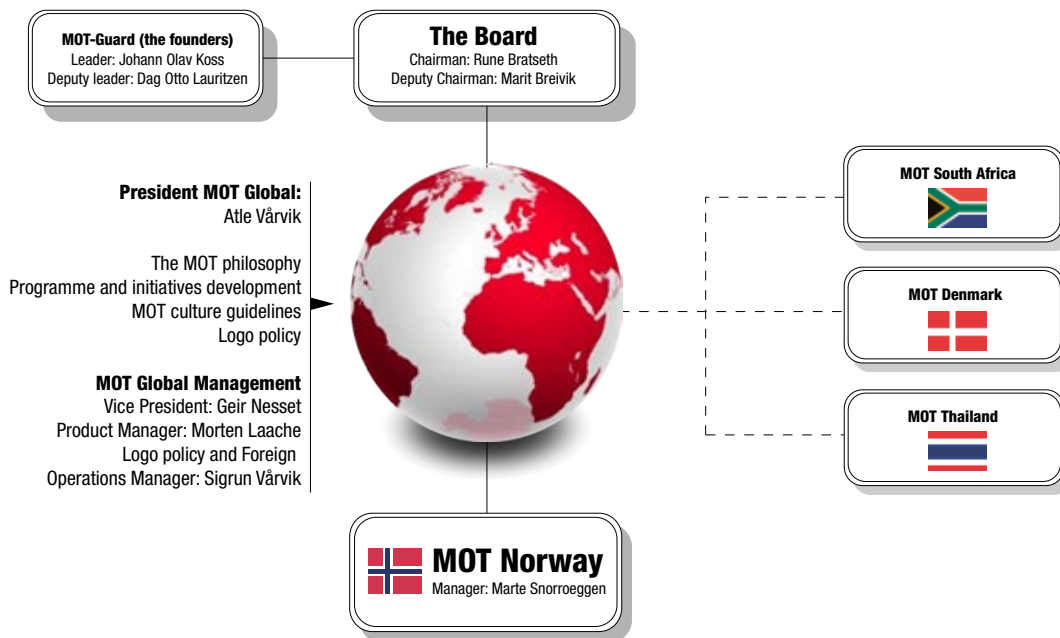 MOT-Guard (the founders)
Leader: Johann Olav Koss
Deputy leader: Dag Otto Lauritzen
The Board
Chairman: Rune Bratseth
Deputy Chairman: Marit Breivik
President MOT Global:
Atle Vårvik
The MOT philosophy
Programme and initiatives development
MOT culture guidelines
Logo policy
MOT Global Management
Vice President: Geir Nesset
Product Manager: Morten Laache
Logo policy and Foreign
Operations Manager: Sigrun Vårvik
MOT South Africa
MOT Denmark
MOT Thailand
MOT Norway
Manager: Marte Snorroeggen